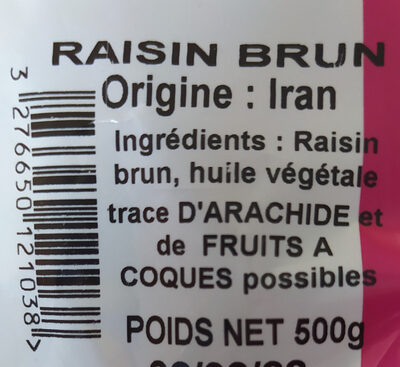 RAISIN BRUN
Origine : Iran
Ingrédients : Raisin
brun, huile végétale
trace D'ARACHIDE et
de FRUITS A
COQUES possibles
POIDS NET 500g
3 276650 121038 >